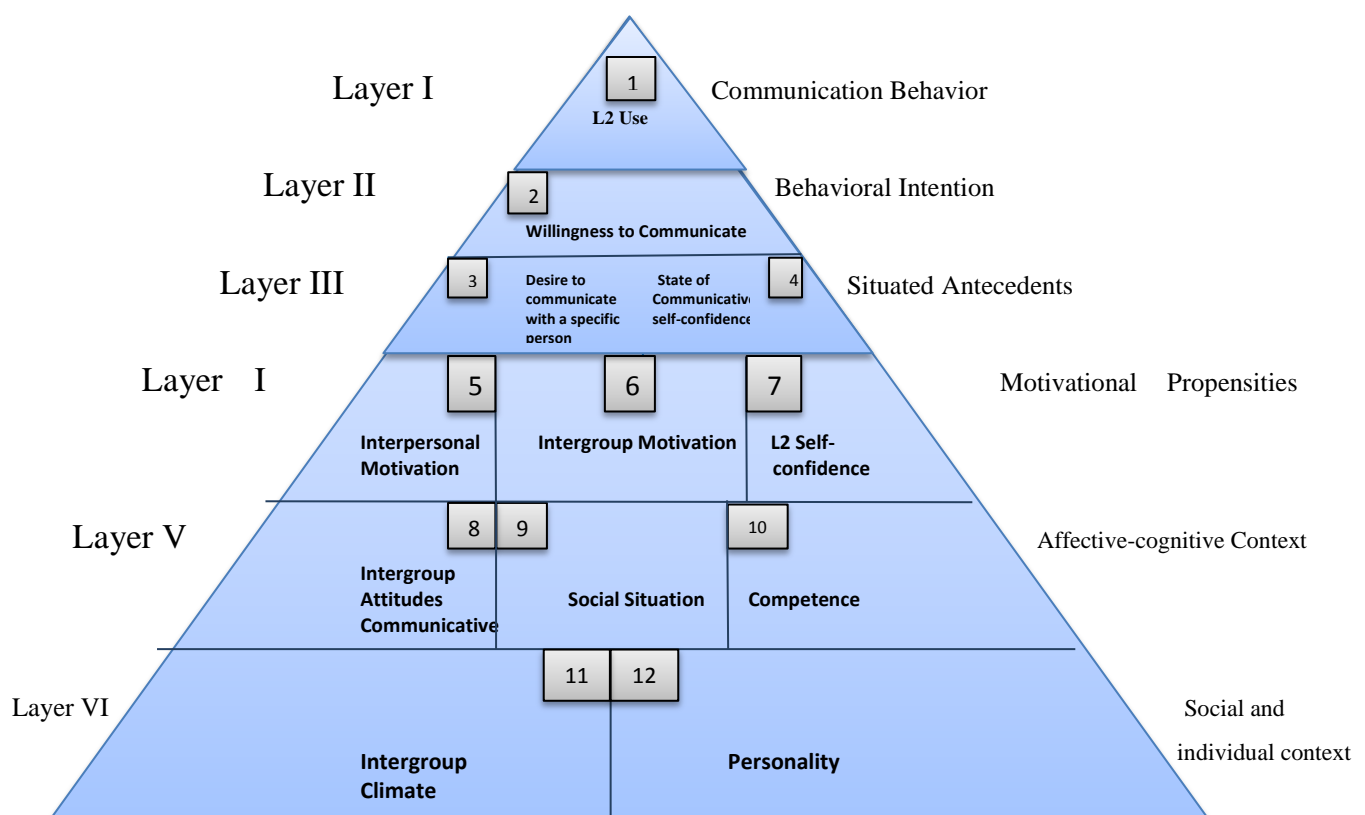 1
Layer I
Communication Behavior
L2 Use
Layer II
2
Behavioral Intention
Willingness to Communicate
Layer III
3
Desire to
communicate
with a specific
person
State of
Communicative
self-confidence
4
Situated Antecedents
Layer I
5
6
7
Motivational Propensities
Interpersonal
Motivation
Intergroup Motivation
L2 Self-
confidence
Layer V
8
9
10
Affective-cognitive Context
Intergroup
Attitudes
Communicative
Social Situation
Competence
11
12
Layer VI
Social and
individual context
Intergroup
Climate
Personality